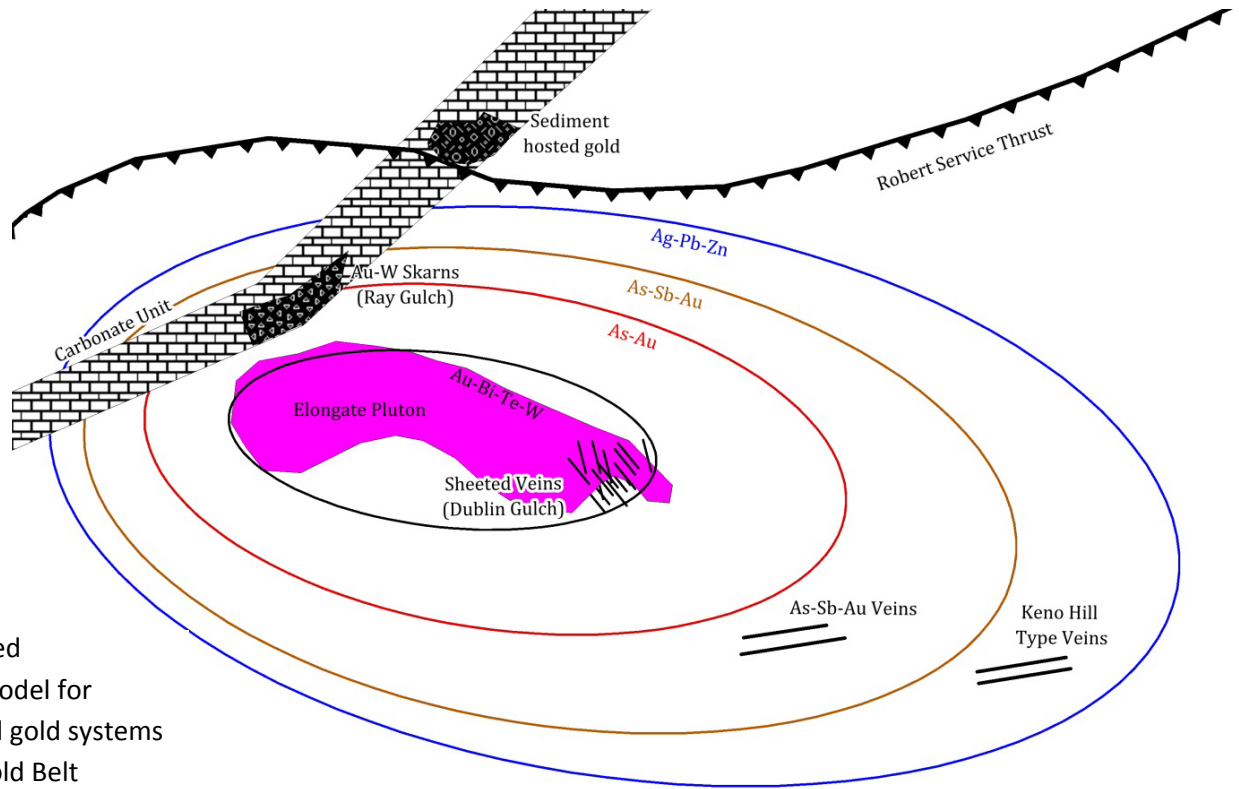 Sediment
hosted gold
Robert Service Thrust
Ag-Pb-Zn
Au-W Skarns
(Ray Gulch)
As-Sb-Au
Carbonate Unit
As-Au
Au-Bi-Te-W
Elongate Pluton
Sheeted Veins
(Dublin Gulch)
As-Sb-Au Veins
Keno Hill
Type Veins
ed
odel for
d gold systems
old Belt